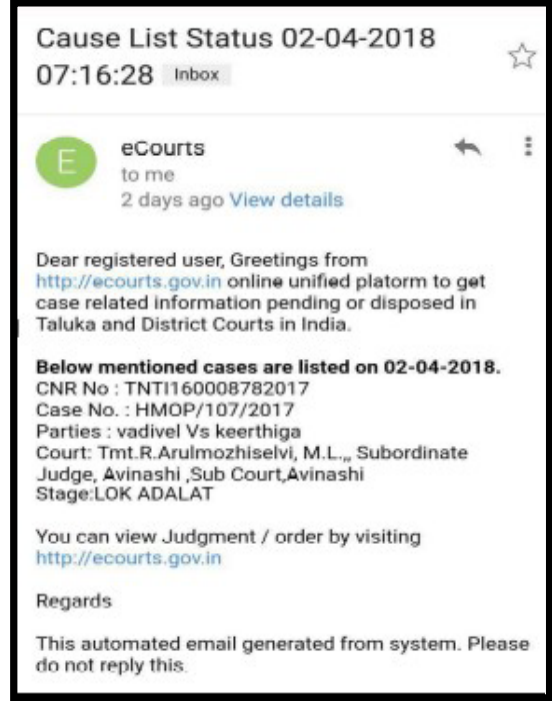 Cause List Status 02-04-2018
07:16:28 Inbox
E
eCourts
to me
2 days ago View details
Dear registered user, Greetings from
http://ecourts.gov.in online unified platorm to get
case related information pending or disposed in
Taluka and District Courts in India.
Below mentioned cases are listed on 02-04-2018.
CNR No : TNTI160008782017
Case No. : HMOP/107/2017
Parties : vadivel Vs keerthiga
Court: Tmt.R.Arulmozhiselvi, M.L.,, Subordinate
Judge, Avinashi ,Sub Court,Avinashi
Stage:LOK ADALAT
You can view Judgment / order by visiting
http://ecourts.gov.in
Regards
This automated email generated from system. Please
do not reply this.